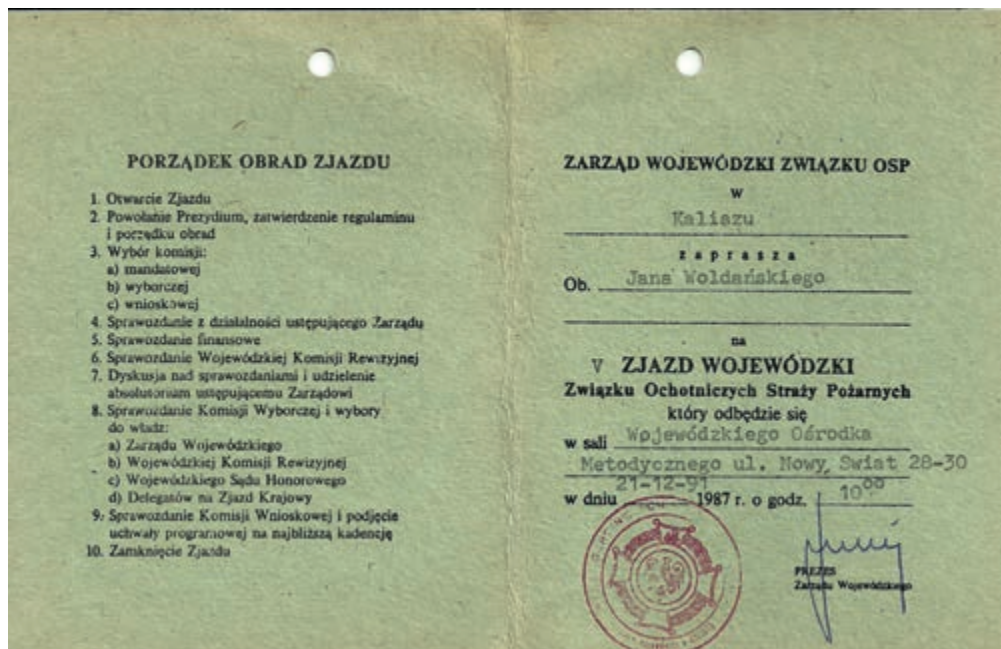 PORZĄDEK OBRAD ZJAZDU
1. Otwarcie Zjazdu
2. Powołanie Prezydium, zatwierdzenie regulaminu
i porządku obrad
3. Wybór komisji:
a) mandatowej
b) wyborczej
c) wnioskowej
4. Sprawozdanie z działalności ustępującego Zarządu
5. Sprawozdanie finansowe
6. Sprawozdanie Wojewódzkiej Komisji Rewizyjnej
7. Dyskusja nad sprawozdaniami i udzielenie
absolutorium ustępującemu Zarządowi
8. Sprawozdanie Komisji Wyborczej i wybory
do władz:
a) Zarządu Wojewódzkiego
b) Wojewódzkiej Komisji Rewizyjnej
c) Wojewódzkiego Sądu Honorowego
d) Delegatów na Zjazd Krajowy
9. Sprawozdanie Komisji Wnioskowej i podjęcie
uchwały programowej na najbliższą kadencję
10. Zamknięcie Zjazdu
ZARZĄD WOJEWÓDZKI ZWIĄZKU OSP
w
Kaliszu
zaprasza
Ob. Jana Woldańskiego
na
V ZJAZD WOJEWÓDZKI
Związku Ochotniczych Straży Pożarnych
który odbędzie się
w sali Wojewódzkiego Ośrodka
Metodycznego ul. Nowy Swiat 28-30
w dniu 21-12-91 1987 r. o godz. 10⁰⁰
PREZES
Zarządu Wojewódzkiego